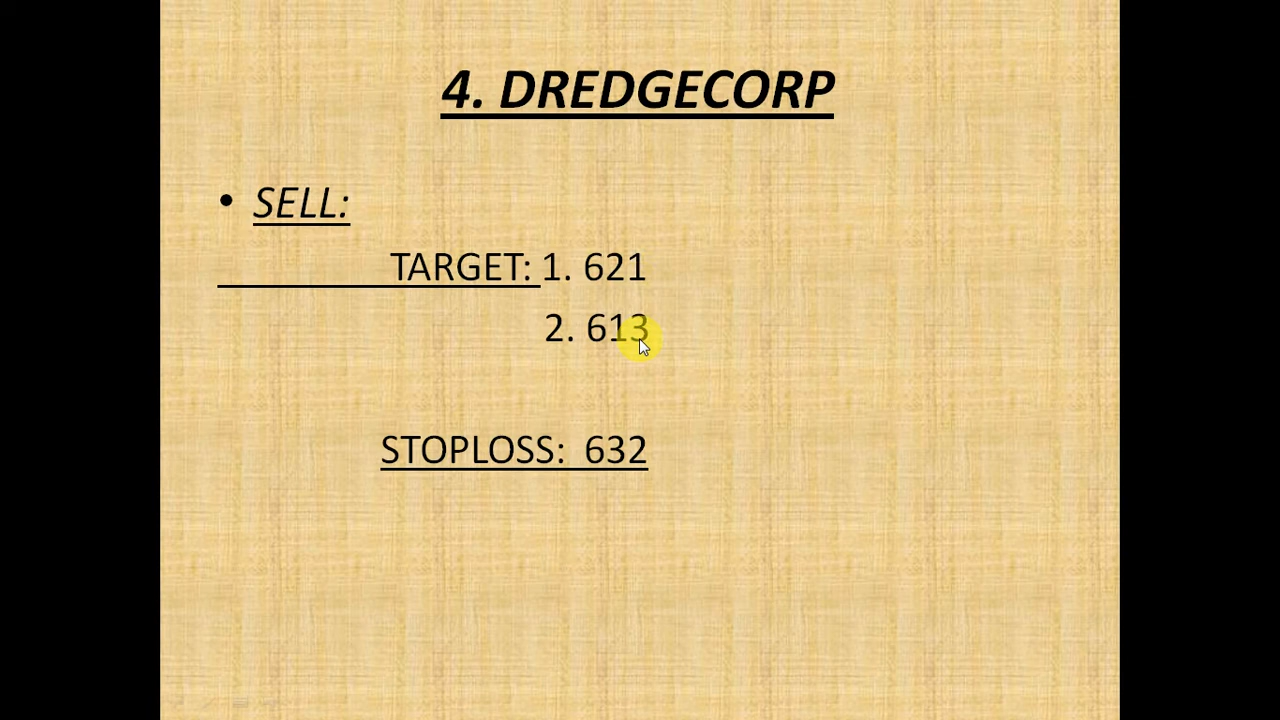 4. DREDGECORP
• SELL:
TARGET: 1. 621
2. 613
STOPLOSS: 632